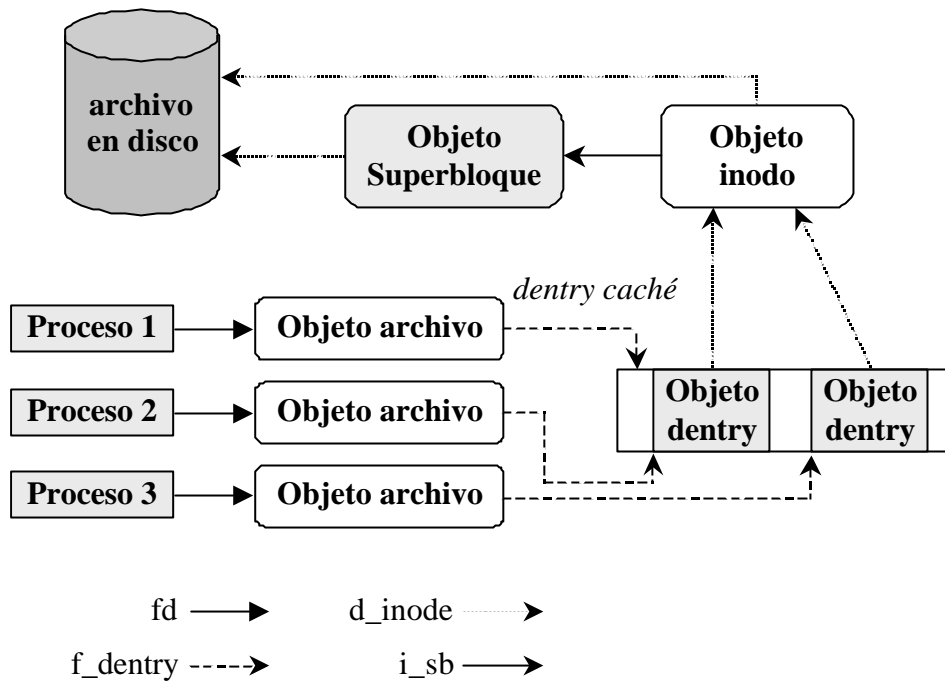 archivo
en disco
Objeto
Superbloque
Objeto
inodo
dentry caché
Proceso 1
Objeto archivo
Proceso 2
Objeto archivo
Proceso 3
Objeto archivo
Objeto
dentry
Objeto
dentry
fd
d_inode
f_dentry
i_sb